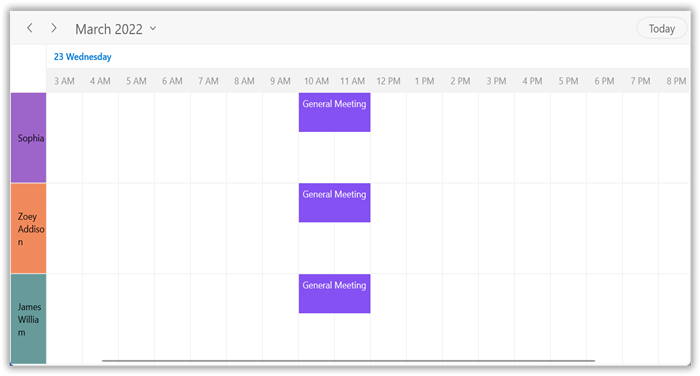 March 2022
Today
23 Wednesday
3 AM 4 AM 5 AM 6 AM 7 AM 8 AM 9 AM 10 AM 11 AM 12 PM 1 PM 2 PM 3 PM 4 PM 5 PM 6 PM 7 PM 8 PM
General Meeting
Sophia
General Meeting
Zoey
Addiso
n
General Meeting
James
Willia
m